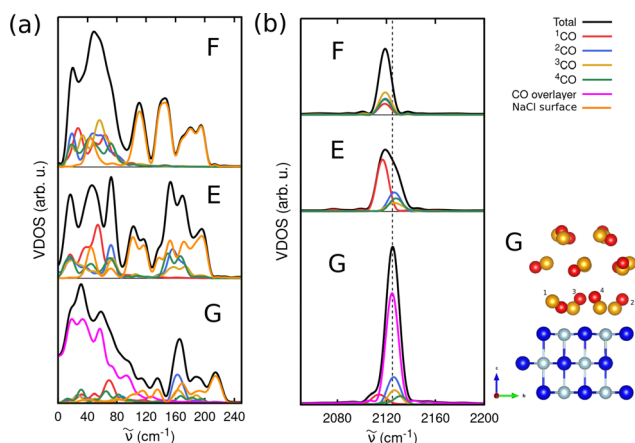 (a)
F
E
G
VDOS (arb. u.)
0 40 80 120 160 200 240
ṽ (cm⁻¹)
(b)
F
E
G
VDOS (arb. u.)
2080 2120 2160 2200
ṽ (cm⁻¹)
Total
¹CO
²CO
³CO
⁴CO
CO overlayer
NaCl surface
G
1 3 4 2